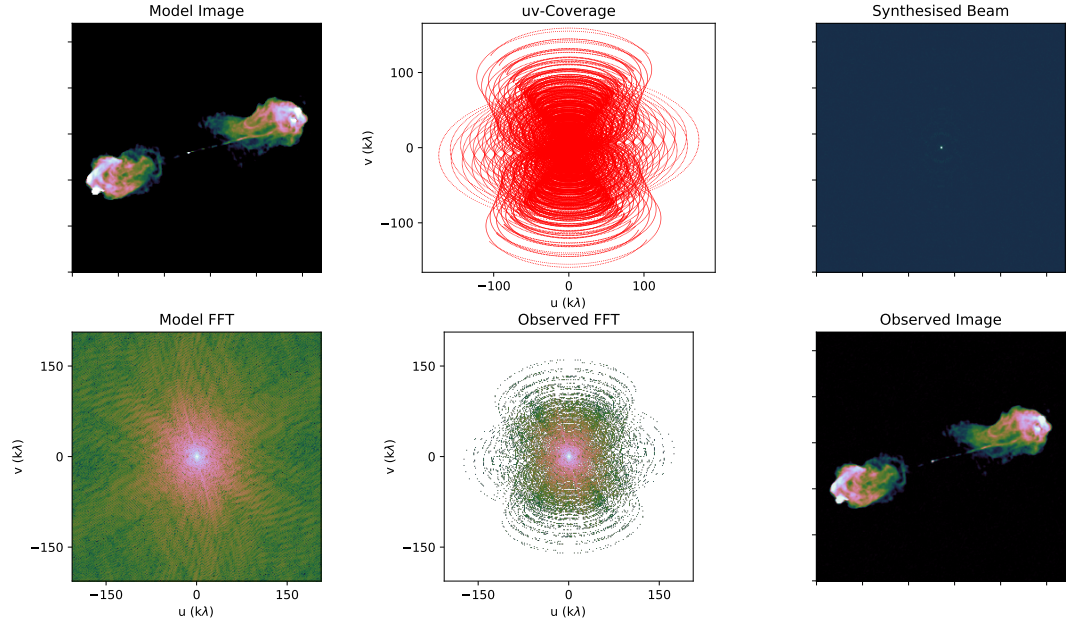 Model Image
uv-Coverage
Synthesised Beam
100
0
−100
v (kλ)
−100
0
100
u (kλ)
Model FFT
Observed FFT
Observed Image
150
0
−150
v (kλ)
−150
0
150
u (kλ)
150
0
−150
v (kλ)
−150
0
150
u (kλ)